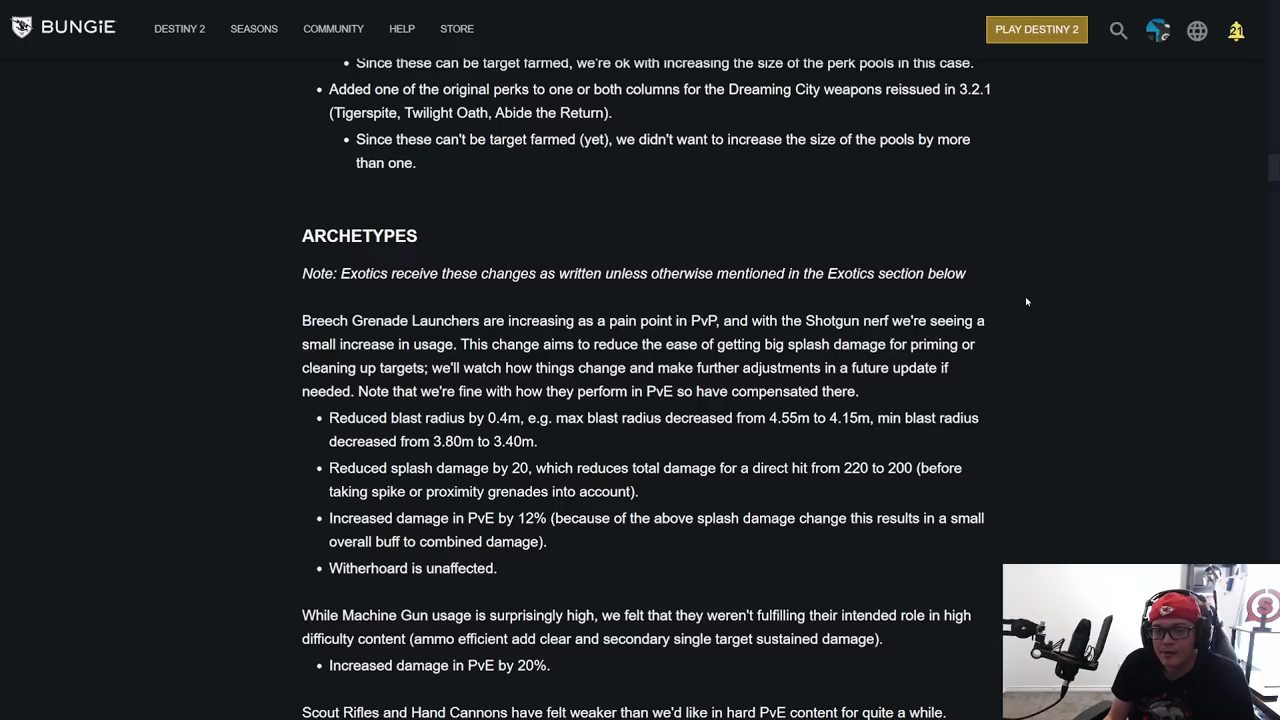 BUNGiE
DESTINY 2
SEASONS
COMMUNITY
HELP
STORE
PLAY DESTINY 2
21
• Since these can be target farmed, we're ok with increasing the size of the perk pools in this case.
• Added one of the original perks to one or both columns for the Dreaming City weapons reissued in 3.2.1
(Tigerspite, Twilight Oath, Abide the Return).
• Since these can't be target farmed (yet), we didn't want to increase the size of the pools by more
than one.
ARCHETYPES
Note: Exotics receive these changes as written unless otherwise mentioned in the Exotics section below
Breech Grenade Launchers are increasing as a pain point in PvP, and with the Shotgun nerf we're seeing a
small increase in usage. This change aims to reduce the ease of getting big splash damage for priming or
cleaning up targets; we'll watch how things change and make further adjustments in a future update if
needed. Note that we're fine with how they perform in PvE so have compensated there.
• Reduced blast radius by 0.4m, e.g. max blast radius decreased from 4.55m to 4.15m, min blast radius
decreased from 3.80m to 3.40m.
• Reduced splash damage by 20, which reduces total damage for a direct hit from 220 to 200 (before
taking spike or proximity grenades into account).
• Increased damage in PvE by 12% (because of the above splash damage change this results in a small
overall buff to combined damage).
• Witherhoard is unaffected.
While Machine Gun usage is surprisingly high, we felt that they weren't fulfilling their intended role in high
difficulty content (ammo efficient add clear and secondary single target sustained damage).
• Increased damage in PvE by 20%.
Scout Rifles and Hand Cannons have felt weaker than we'd like in hard PvE content for quite a while.